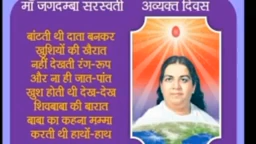 माँ जगदम्बा सरस्वती अव्यक्त दिवस
बांटती थी दाता बनकर
खुशियों की खैरात
नहीं देखती रंग-रूप
और ना ही जात-पांत
खुश होती थी देख-देख
शिवबाबा की बारात
बाबा का कहना मम्मा
करती थी हाथों-हाथ